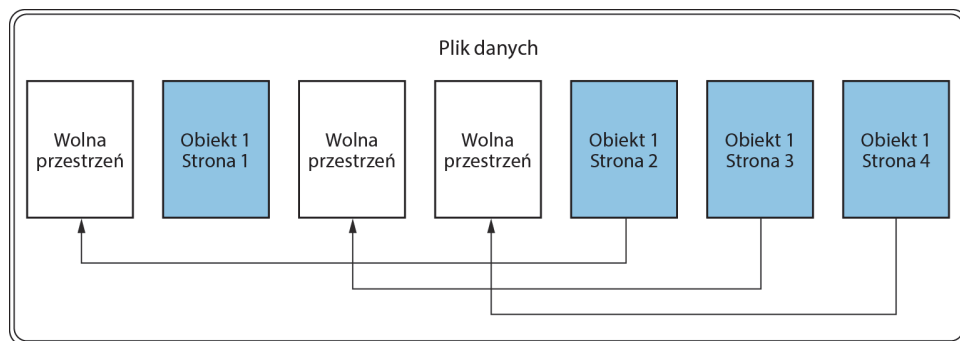 Plik danych
Wolna
przestrzeń
Obiekt 1
Strona 1
Wolna
przestrzeń
Wolna
przestrzeń
Obiekt 1
Strona 2
Obiekt 1
Strona 3
Obiekt 1
Strona 4